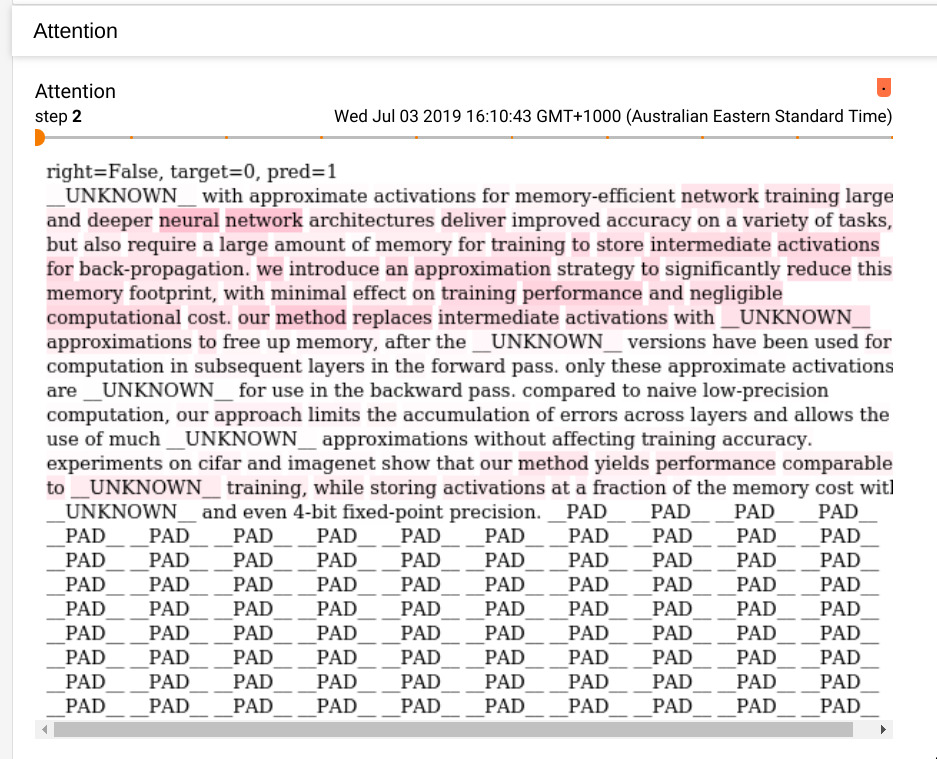 Attention
Attention
step 2 Wed Jul 03 2019 16:10:43 GMT+1000 (Australian Eastern Standard Time)
right=False, target=0, pred=1
__UNKNOWN__ with approximate activations for memory-efficient network training large
and deeper neural network architectures deliver improved accuracy on a variety of tasks,
but also require a large amount of memory for training to store intermediate activations
for back-propagation. we introduce an approximation strategy to significantly reduce this
memory footprint, with minimal effect on training performance and negligible
computational cost. our method replaces intermediate activations with __UNKNOWN__
approximations to free up memory, after the __UNKNOWN__ versions have been used for
computation in subsequent layers in the forward pass. only these approximate activations
are __UNKNOWN__ for use in the backward pass. compared to naive low-precision
computation, our approach limits the accumulation of errors across layers and allows the
use of much __UNKNOWN__ approximations without affecting training accuracy.
experiments on cifar and imagenet show that our method yields performance comparable
to __UNKNOWN__ training, while storing activations at a fraction of the memory cost with
__UNKNOWN__ and even 4-bit fixed-point precision. __PAD__ __PAD__ __PAD__ __PAD__
__PAD__ __PAD__ __PAD__ __PAD__ __PAD__ __PAD__ __PAD__ __PAD__ __PAD__ __PAD__
__PAD__ __PAD__ __PAD__ __PAD__ __PAD__ __PAD__ __PAD__ __PAD__ __PAD__ __PAD__
__PAD__ __PAD__ __PAD__ __PAD__ __PAD__ __PAD__ __PAD__ __PAD__ __PAD__ __PAD__
__PAD__ __PAD__ __PAD__ __PAD__ __PAD__ __PAD__ __PAD__ __PAD__ __PAD__ __PAD__
__PAD__ __PAD__ __PAD__ __PAD__ __PAD__ __PAD__ __PAD__ __PAD__ __PAD__ __PAD__
__PAD__ __PAD__ __PAD__ __PAD__ __PAD__ __PAD__ __PAD__ __PAD__ __PAD__ __PAD__
__PAD__ __PAD__ __PAD__ __PAD__ __PAD__ __PAD__ __PAD__ __PAD__ __PAD__ __PAD__
__PAD__ __PAD__ __PAD__ __PAD__ __PAD__ __PAD__ __PAD__ __PAD__ __PAD__ __PAD__